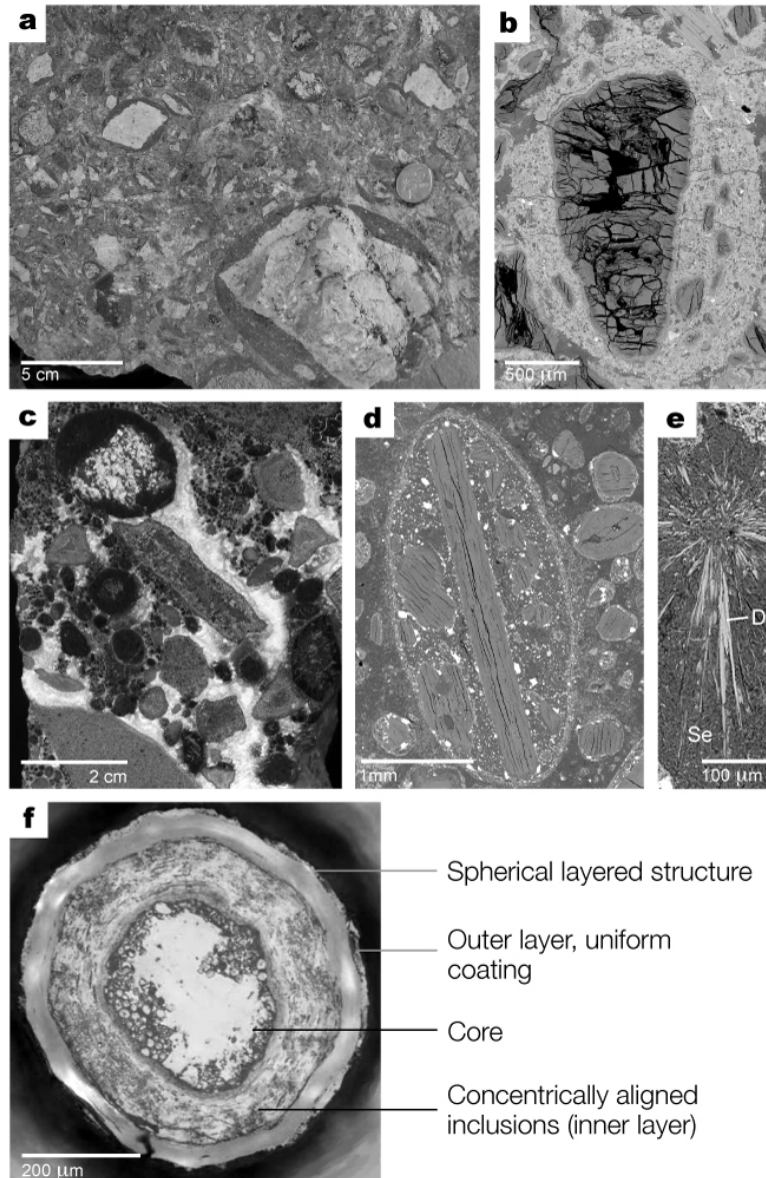 a
b
5 cm
500 μm
c
d
e
D
Se
2 cm
1mm
100 μm
f
Spherical layered structure
Outer layer, uniform
coating
Core
Concentrically aligned
inclusions (inner layer)
200 μm